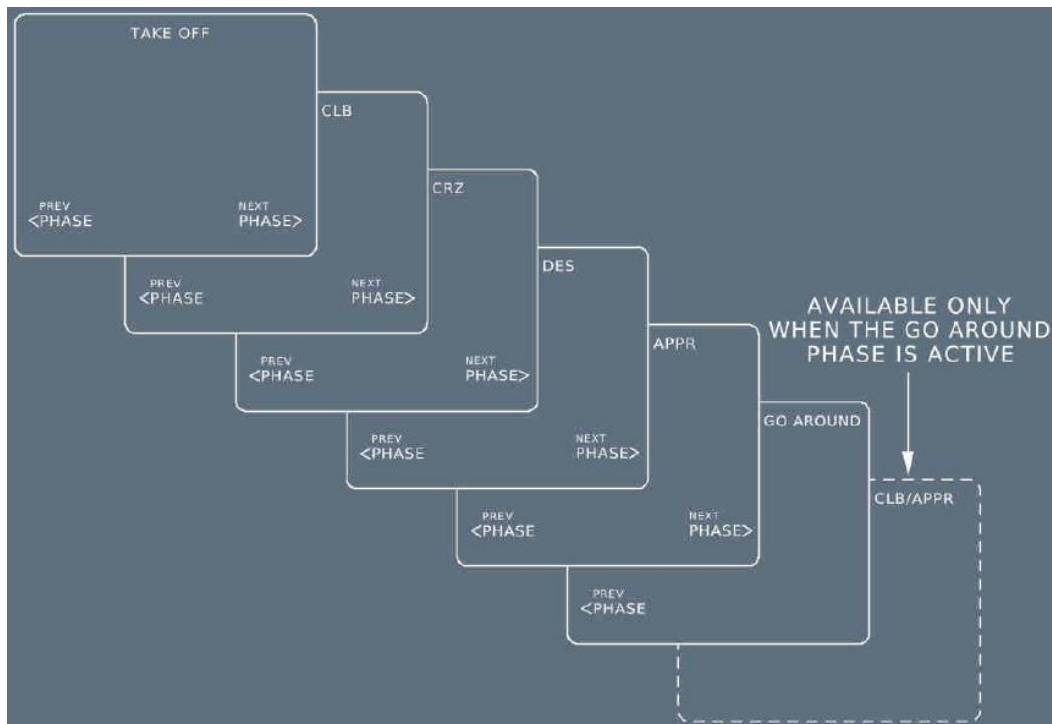 TAKE OFF
PREV
<PHASE
NEXT
PHASE>
CLB
PREV
<PHASE
NEXT
PHASE>
CRZ
PREV
<PHASE
NEXT
PHASE>
DES
PREV
<PHASE
NEXT
PHASE>
APPR
PREV
<PHASE
NEXT
PHASE>
GO AROUND
PREV
<PHASE
AVAILABLE ONLY
WHEN THE GO AROUND
PHASE IS ACTIVE
CLB/APPR